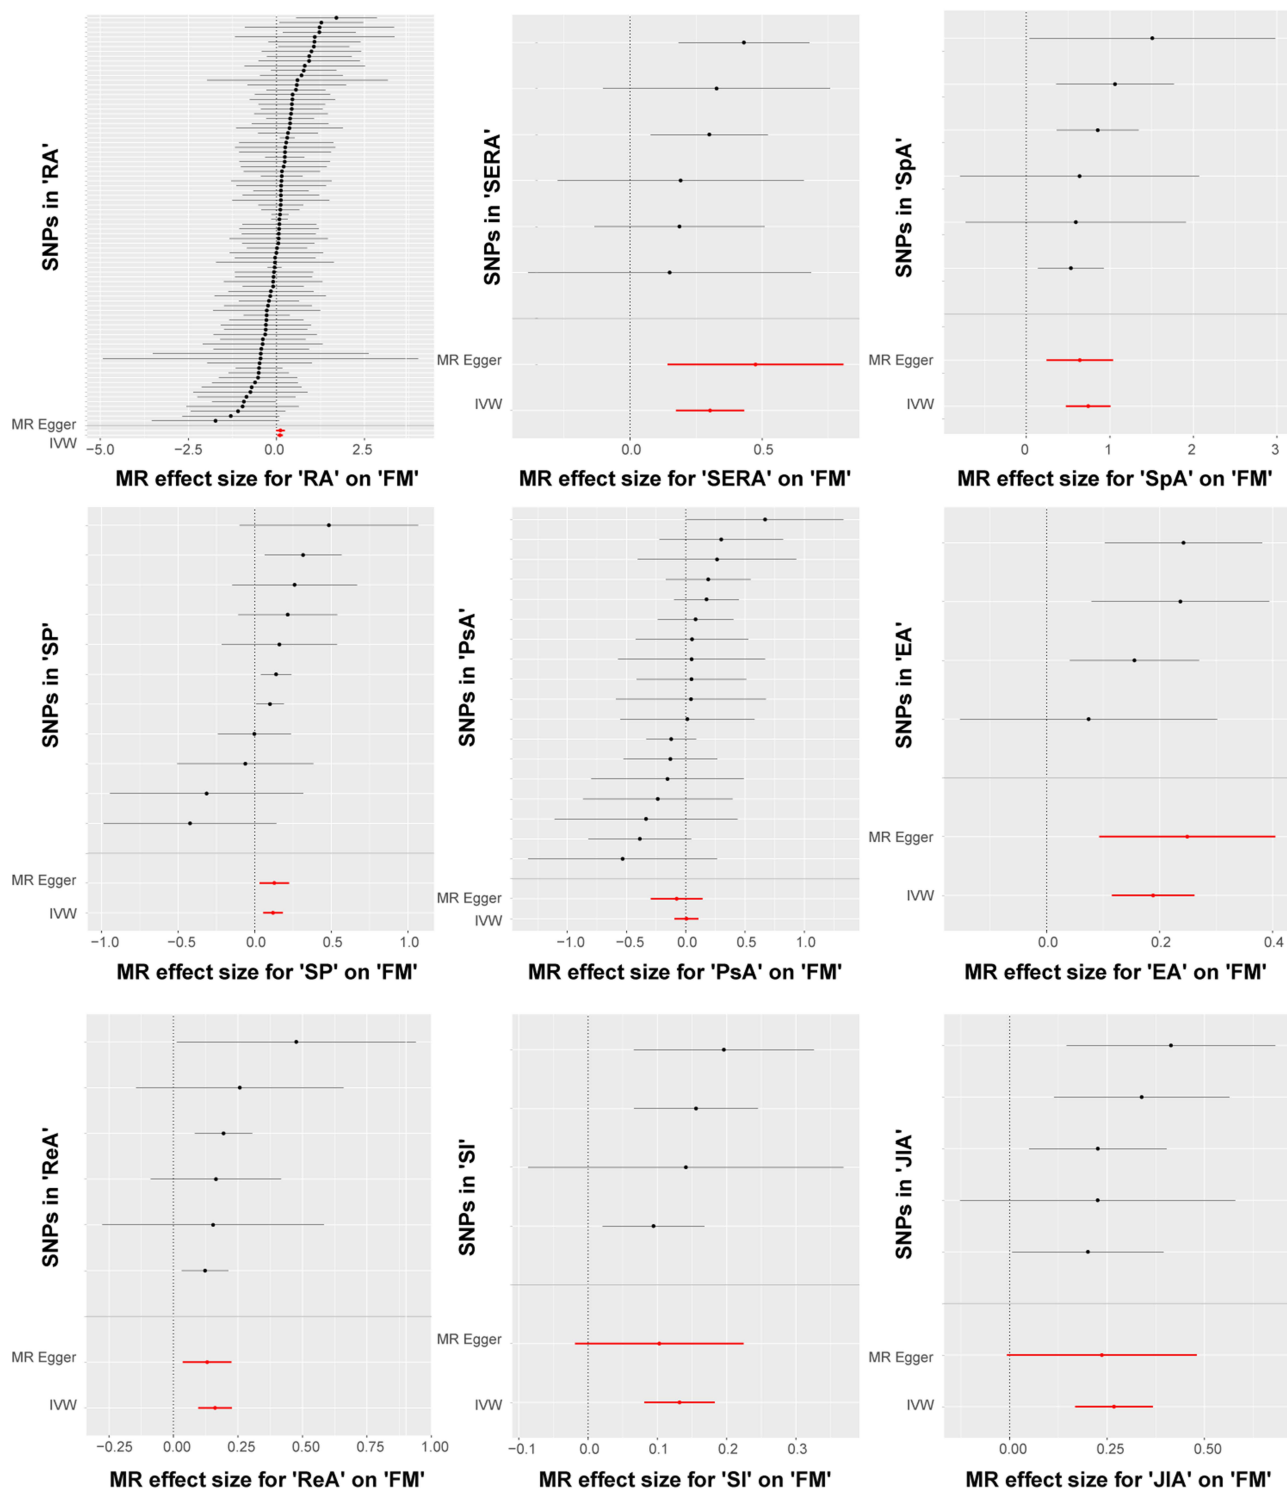 SNPs in 'RA'
MR Egger
IVW
−5.0 −2.5 0.0 2.5
MR effect size for 'RA' on 'FM'
SNPs in 'SERA'
MR Egger
IVW
0.0 0.5
MR effect size for 'SERA' on 'FM'
SNPs in 'SpA'
MR Egger
IVW
0 1 2 3
MR effect size for 'SpA' on 'FM'
SNPs in 'SP'
MR Egger
IVW
−1.0 −0.5 0.0 0.5 1.0
MR effect size for 'SP' on 'FM'
SNPs in 'PsA'
MR Egger
IVW
−1.0 −0.5 0.0 0.5 1.0
MR effect size for 'PsA' on 'FM'
SNPs in 'EA'
MR Egger
IVW
0.0 0.2 0.4
MR effect size for 'EA' on 'FM'
SNPs in 'ReA'
MR Egger
IVW
−0.25 0.00 0.25 0.50 0.75 1.00
MR effect size for 'ReA' on 'FM'
SNPs in 'SI'
MR Egger
IVW
−0.1 0.0 0.1 0.2 0.3
MR effect size for 'SI' on 'FM'
SNPs in 'JIA'
MR Egger
IVW
0.00 0.25 0.50
MR effect size for 'JIA' on 'FM'